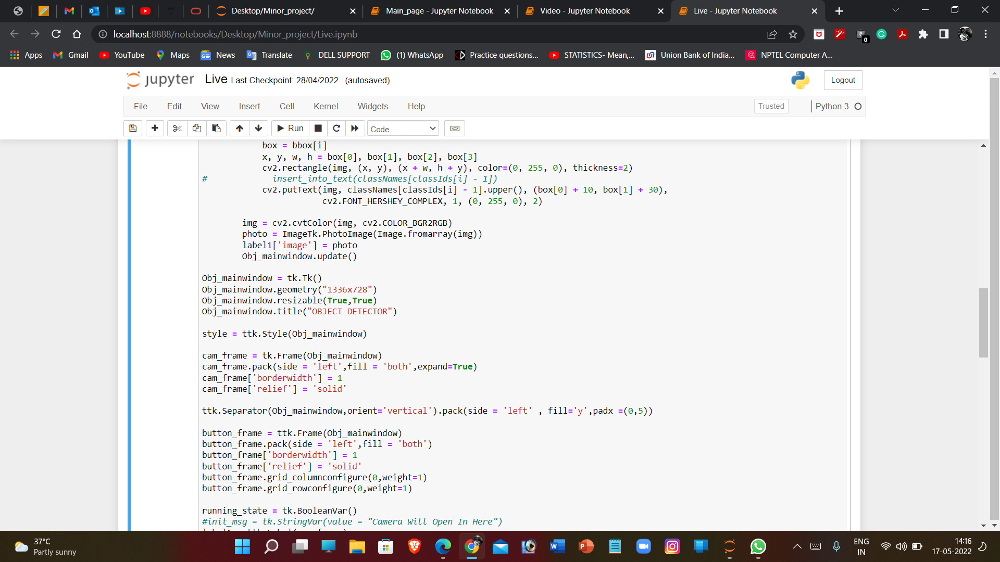 Desktop/Minor_project/
Main_page - Jupyter Notebook
Video - Jupyter Notebook
Live - Jupyter Notebook
localhost:8888/notebooks/Desktop/Minor_project/Live.ipynb
0
Apps
Gmail
YouTube
Maps
News
Translate
DELL SUPPORT
(1) WhatsApp
Practice questions...
STATISTICS- Mean,...
Union Bank of India...
NPTEL Computer A...
jupyter Live Last Checkpoint: 28/04/2022 (autosaved)
Logout
File Edit View Insert Cell Kernel Widgets Help
Trusted
Python 3
Run
Code
box = bbox[i]
x, y, w, h = box[0], box[1], box[2], box[3]
cv2.rectangle(img, (x, y), (x + w, h + y), color=(0, 255, 0), thickness=2)
# insert_into_text(classNames[classIds[i] - 1])
cv2.putText(img, classNames[classIds[i] - 1].upper(), (box[0] + 10, box[1] + 30),
cv2.FONT_HERSHEY_COMPLEX, 1, (0, 255, 0), 2)
img = cv2.cvtColor(img, cv2.COLOR_BGR2RGB)
photo = ImageTk.PhotoImage(Image.fromarray(img))
label1['image'] = photo
Obj_mainwindow.update()
Obj_mainwindow = tk.Tk()
Obj_mainwindow.geometry("1336x728")
Obj_mainwindow.resizable(True,True)
Obj_mainwindow.title("OBJECT DETECTOR")
style = ttk.Style(Obj_mainwindow)
cam_frame = tk.Frame(Obj_mainwindow)
cam_frame.pack(side = 'left',fill = 'both',expand=True)
cam_frame['borderwidth'] = 1
cam_frame['relief'] = 'solid'
ttk.Separator(Obj_mainwindow,orient='vertical').pack(side = 'left' , fill='y',padx =(0,5))
button_frame = ttk.Frame(Obj_mainwindow)
button_frame.pack(side = 'left',fill = 'both')
button_frame['borderwidth'] = 1
button_frame['relief'] = 'solid'
button_frame.grid_columnconfigure(0,weight=1)
button_frame.grid_rowconfigure(0,weight=1)
running_state = tk.BooleanVar()
#init_msg = tk.StringVar(value = "Camera Will Open In Here")
37°C
Partly sunny
ENG
IN
14:16
17-05-2022